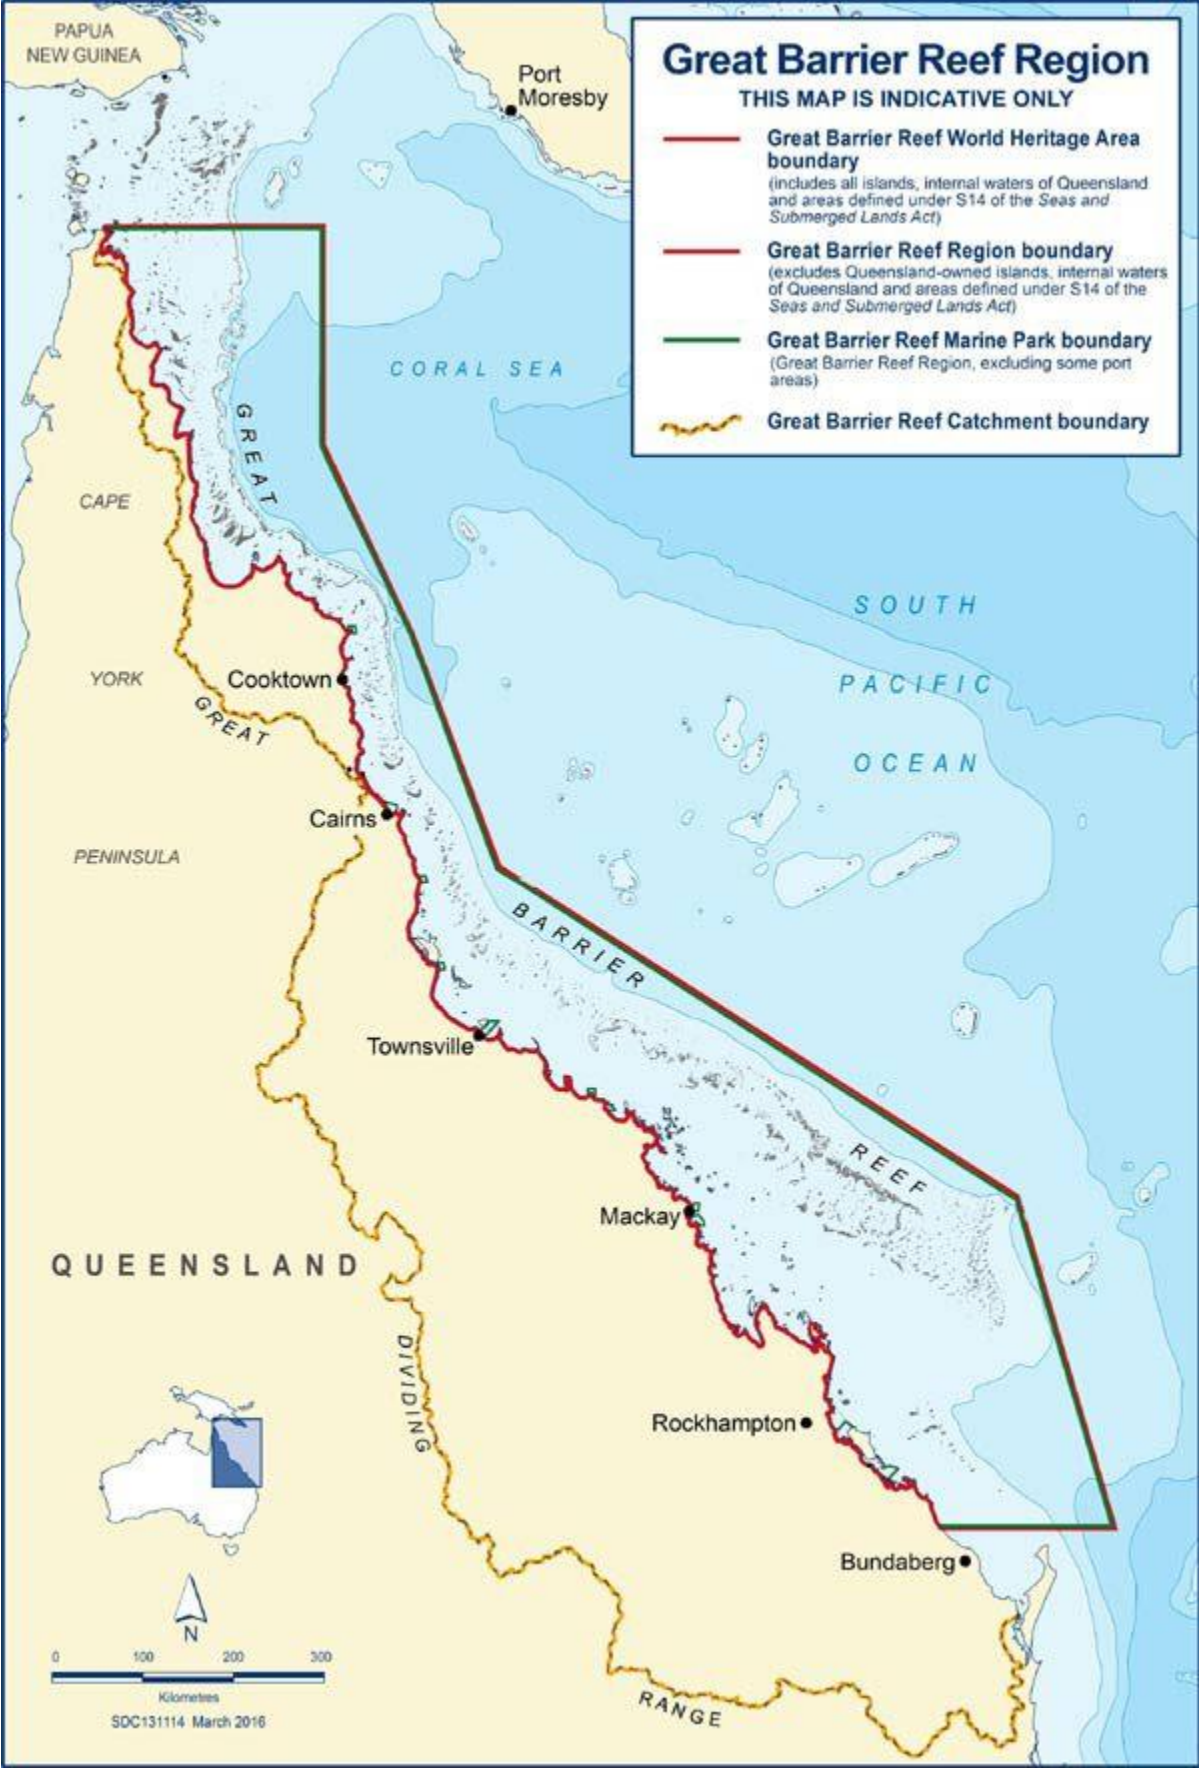 PAPUA
NEW GUINEA
Port
Moresby
Great Barrier Reef Region
THIS MAP IS INDICATIVE ONLY
Great Barrier Reef World Heritage Area
boundary
(includes all islands, internal waters of Queensland
and areas defined under S14 of the Seas and
Submerged Lands Act)
Great Barrier Reef Region boundary
(excludes Queensland-owned islands, internal waters
of Queensland and areas defined under S14 of the
Seas and Submerged Lands Act)
Great Barrier Reef Marine Park boundary
(Great Barrier Reef Region, excluding some port
areas)
Great Barrier Reef Catchment boundary
CORAL SEA
GREAT
CAPE
SOUTH
YORK
Cooktown
PACIFIC
GREAT
OCEAN
Cairns
PENINSULA
BARRIER
Townsville
REEF
Mackay
QUEENSLAND
DIVIDING
Rockhampton
Bundaberg
N
0 100 200 300
Kilometres
RANGE
SDC131114 March 2016